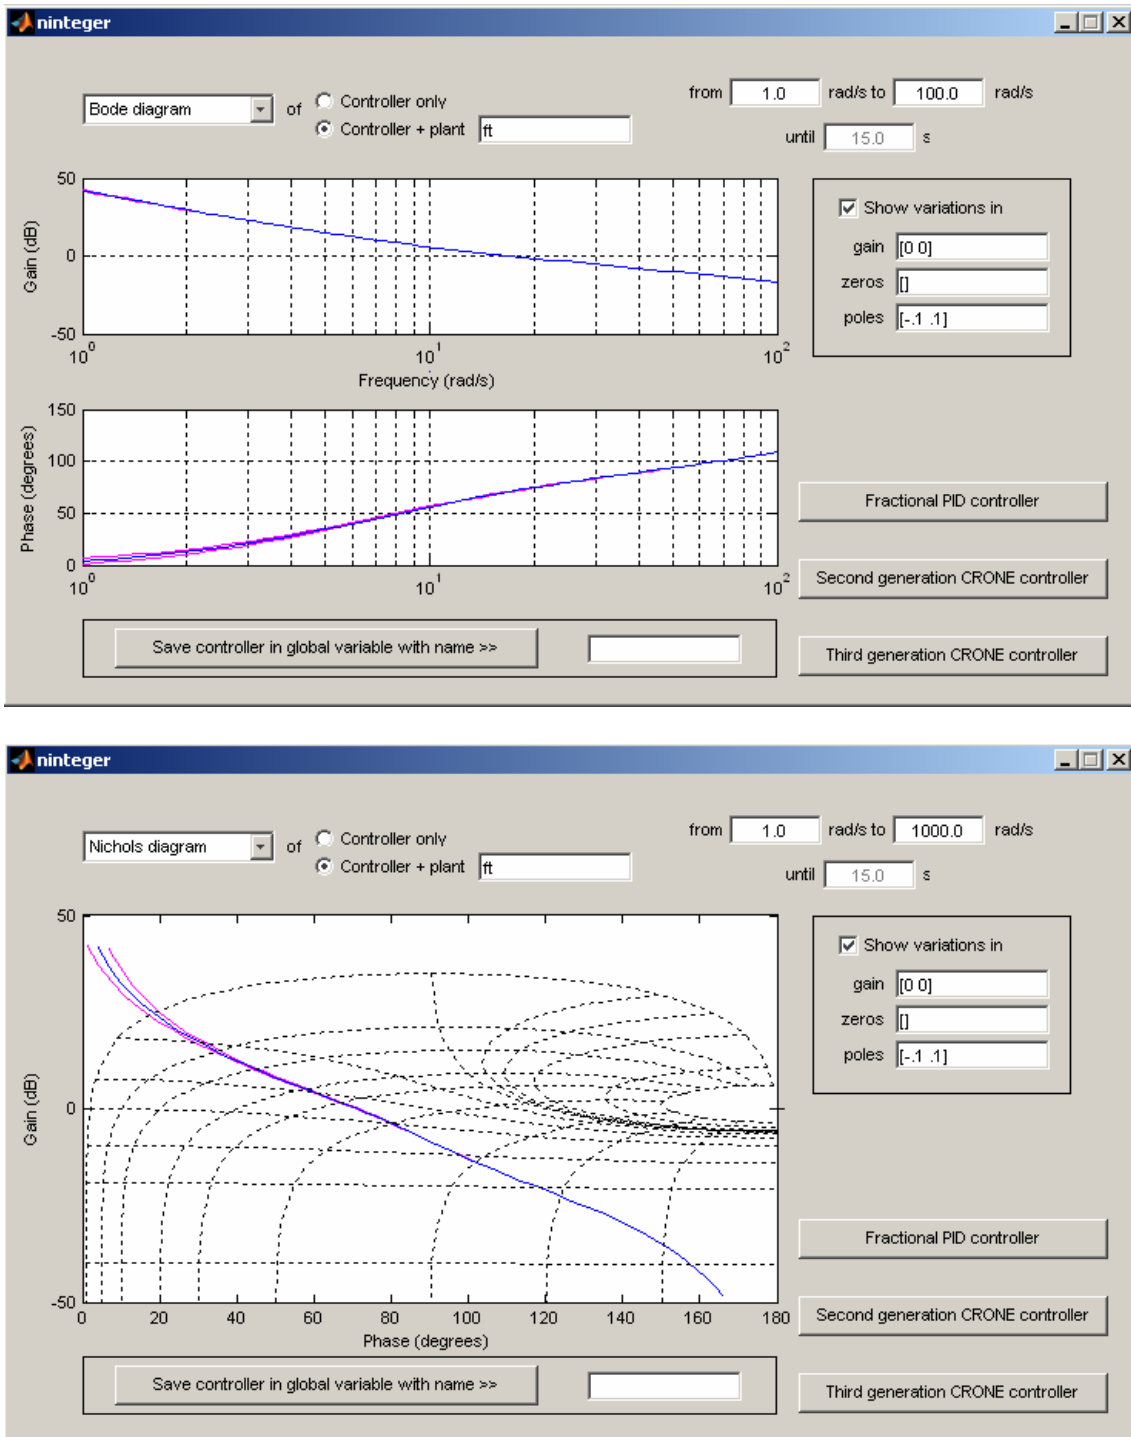 ninteger
Bode diagram of Controller only
Controller + plant ft
from 1.0 rad/s to 100.0 rad/s
until 15.0 s
50
0
-50
Gain (dB)
10^0 10^1 10^2
Frequency (rad/s)
Show variations in
gain [0 0]
zeros []
poles [-.1 .1]
150
100
50
0
Phase (degrees)
10^0 10^1 10^2
Fractional PID controller
Second generation CRONE controller
Third generation CRONE controller
Save controller in global variable with name >>
ninteger
Nichols diagram of Controller only
Controller + plant ft
from 1.0 rad/s to 1000.0 rad/s
until 15.0 s
50
0
-50
Gain (dB)
0 20 40 60 80 100 120 140 160 180
Phase (degrees)
Show variations in
gain [0 0]
zeros []
poles [-.1 .1]
Fractional PID controller
Second generation CRONE controller
Third generation CRONE controller
Save controller in global variable with name >>